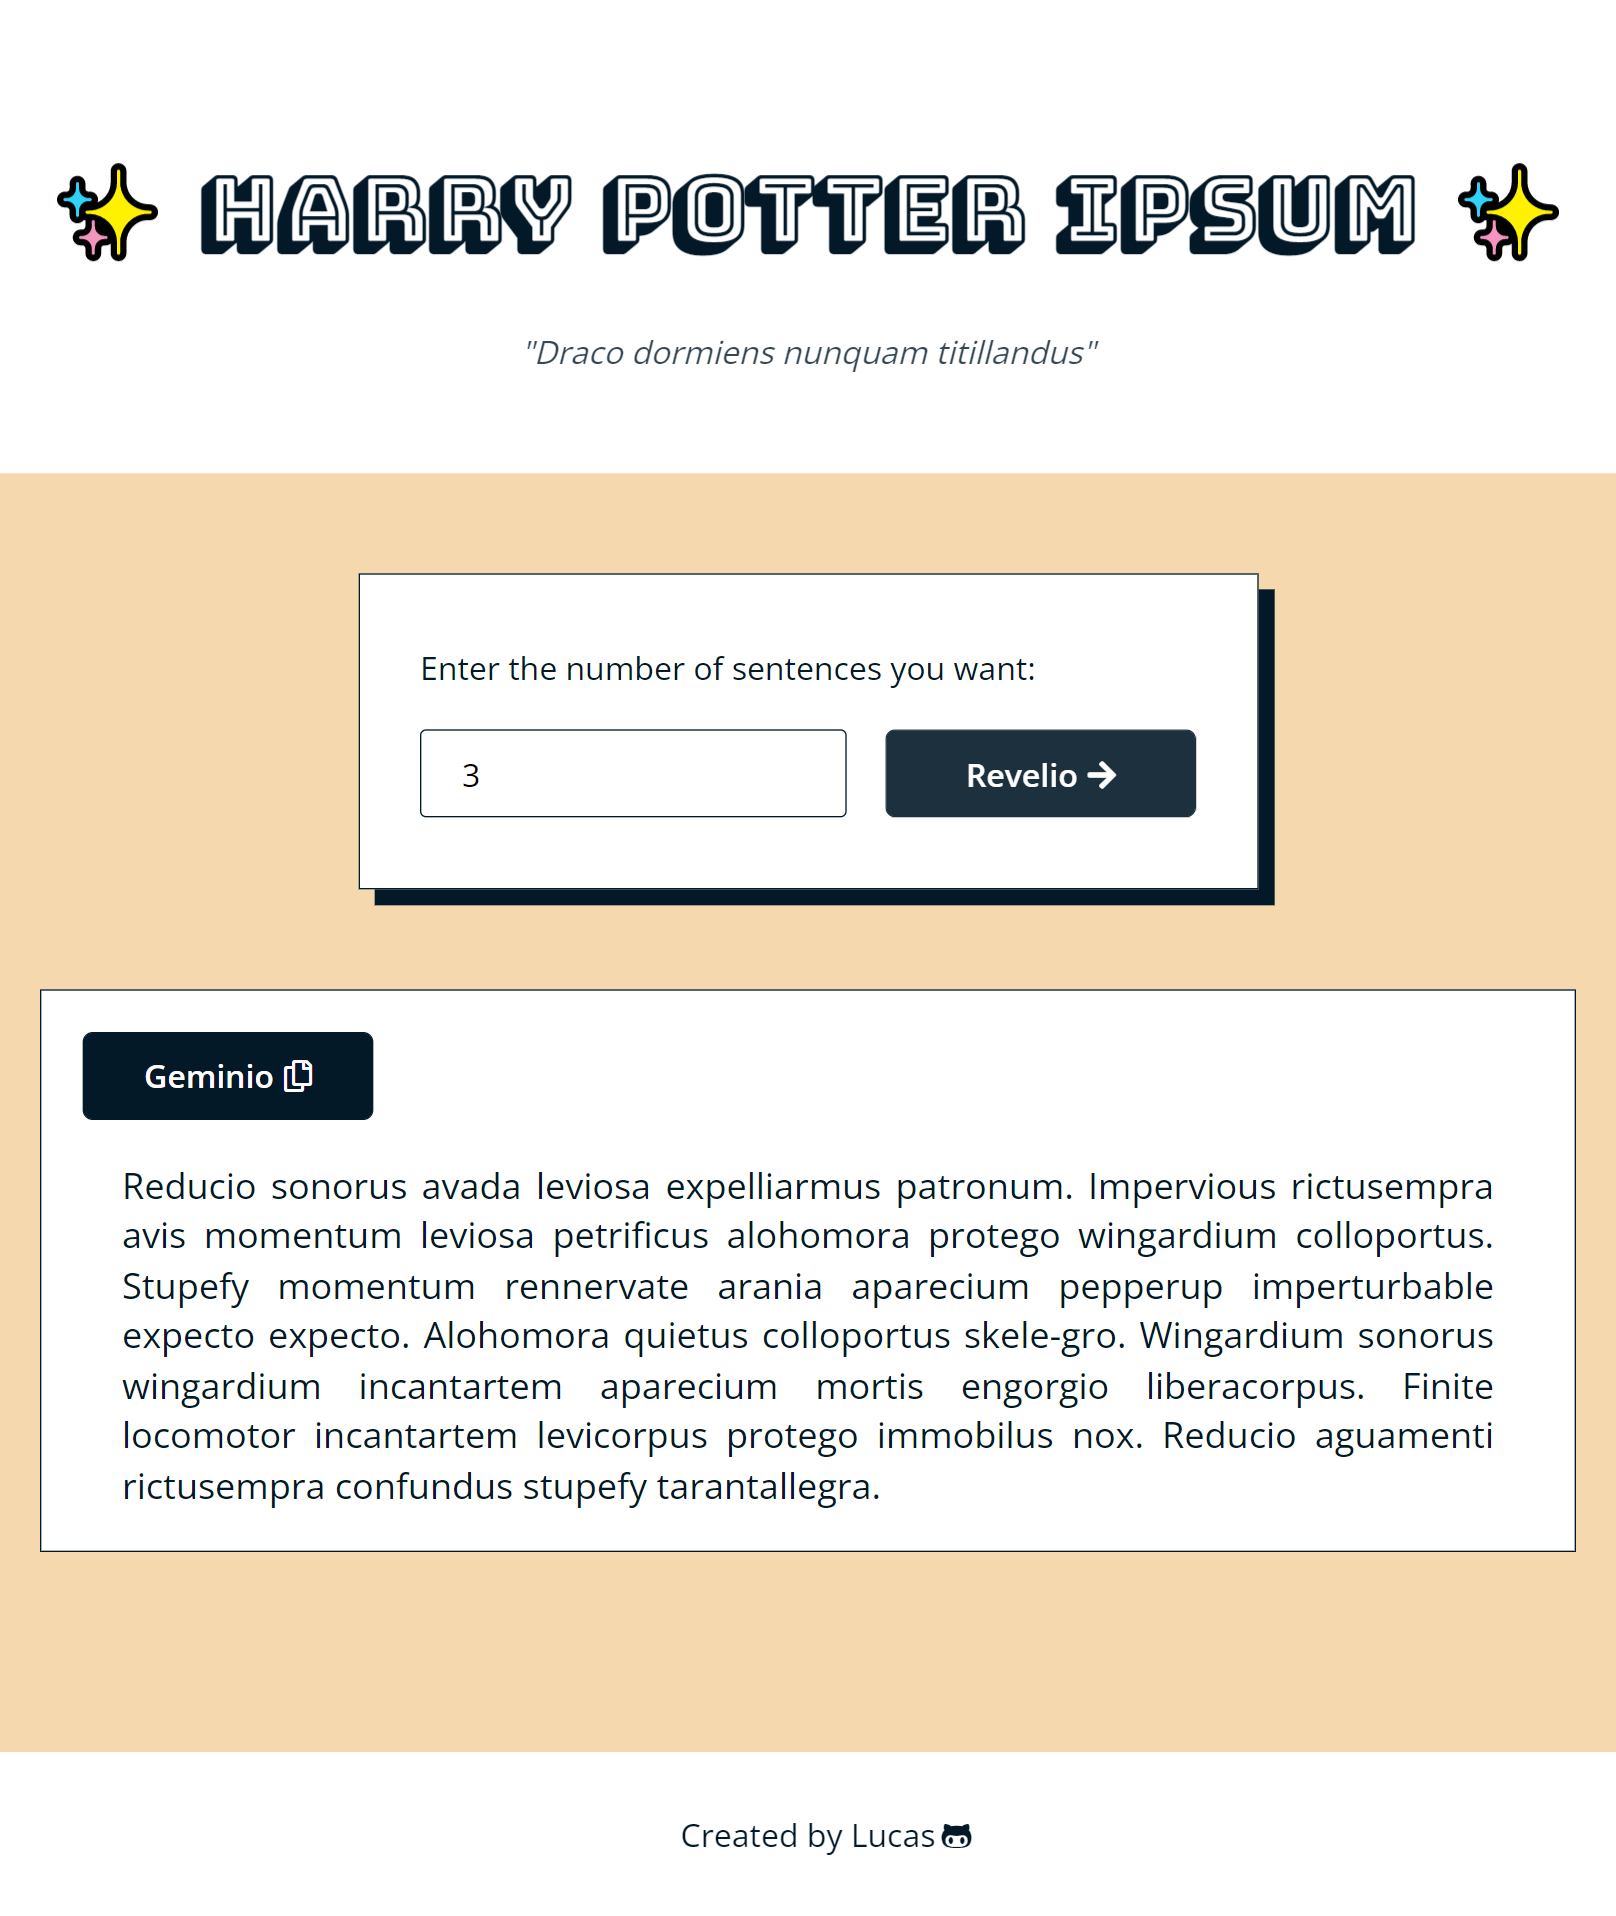 HARRY POTTER IPSUM
"Draco dormiens nunquam titillandus"
Enter the number of sentences you want:
3
Revelio
Geminio
Reducio sonorus avada leviosa expelliarmus patronum. Impervious rictusempra
avis momentum leviosa petrificus alohomora protego wingardium colloportus.
Stupefy momentum rennervate arania aparecium pepperup imperturbable
expecto expecto. Alohomora quietus colloportus skele-gro. Wingardium sonorus
wingardium incantartem aparecium mortis engorgio liberacorpus. Finite
locomotor incantartem levicorpus protego immobilus nox. Reducio aguamenti
rictusempra confundus stupefy tarantallegra.
Created by Lucas